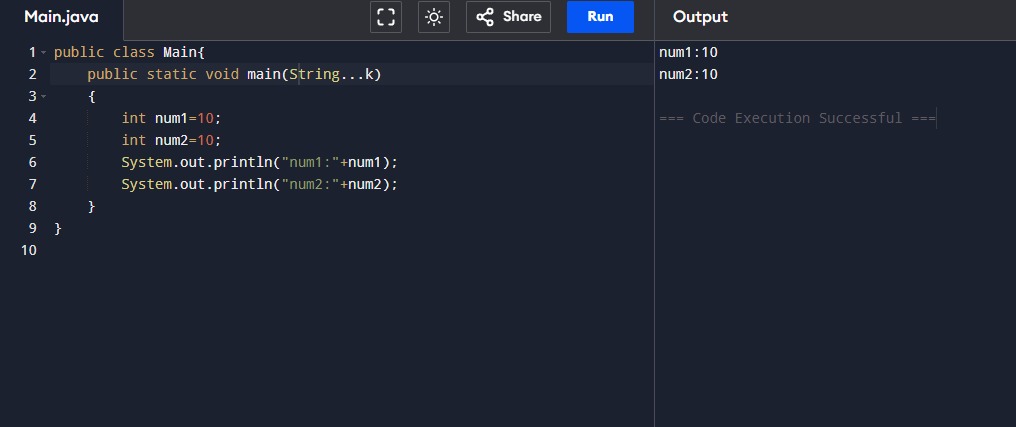 Main.java Share Run Output
1 public class Main{
2 public static void main(String...k)
3 {
4 int num1=10;
5 int num2=10;
6 System.out.println("num1:"+num1);
7 System.out.println("num2:"+num2);
8 }
9 }
10
num1:10
num2:10
=== Code Execution Successful ===